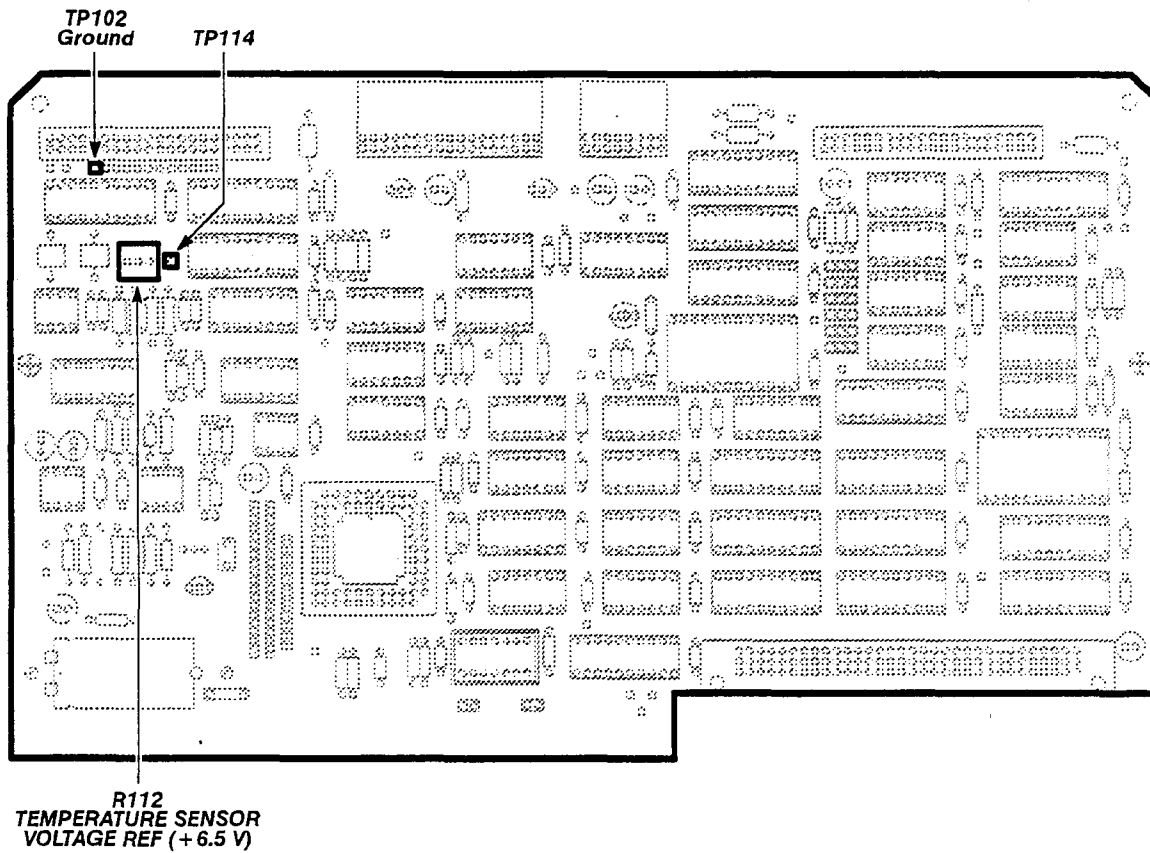 TP102
Ground
TP114
R112
TEMPERATURE SENSOR
VOLTAGE REF (+6.5 V)